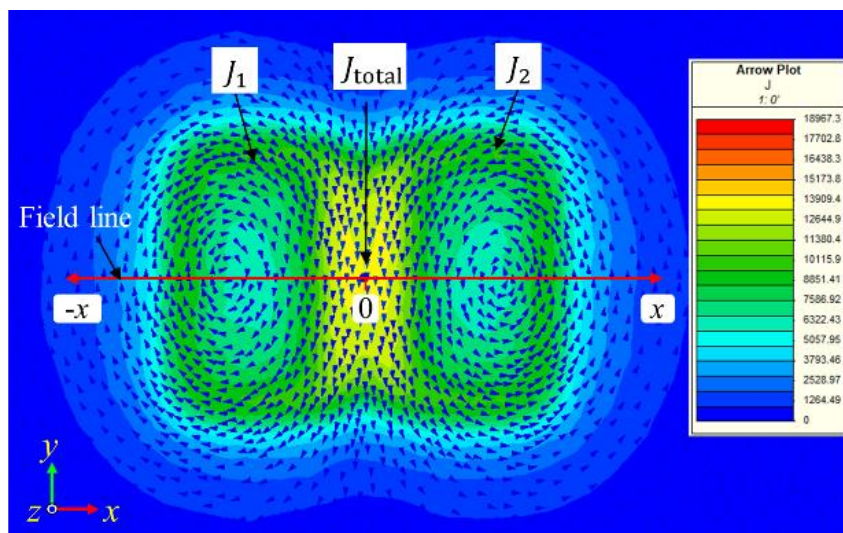 J₁
J_total
J₂
Field line
-x
0
x
y
z
x
Arrow Plot
J
1: 0'
18967.3
17702.8
16438.3
15173.8
13909.4
12644.9
11380.4
10115.9
8851.41
7586.92
6322.43
5057.95
3793.46
2528.97
1264.49
0